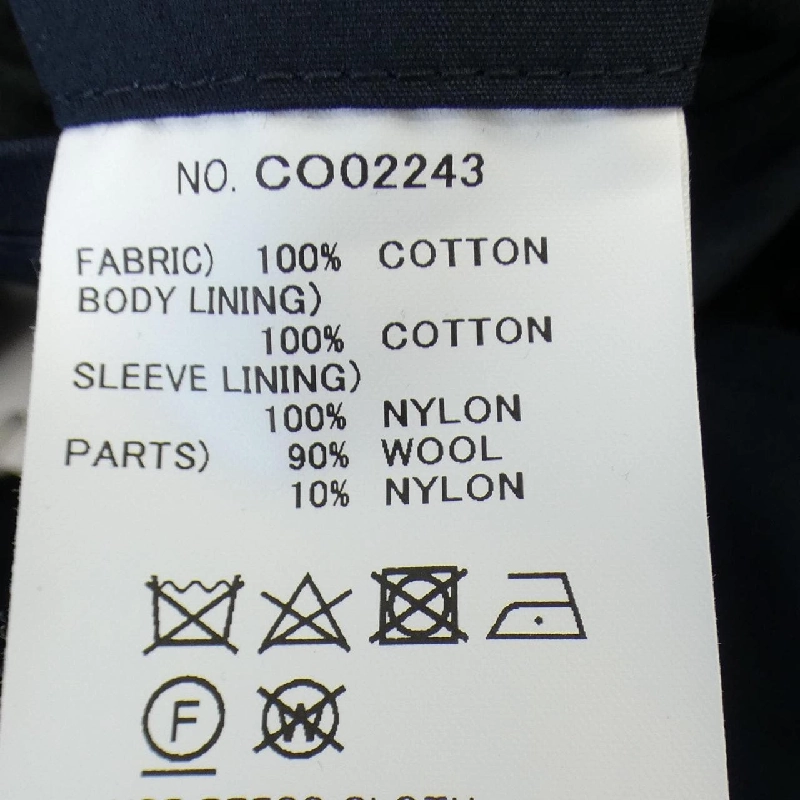 NO. CO02243
FABRIC) 100% COTTON
BODY LINING)
100% COTTON
SLEEVE LINING)
100% NYLON
PARTS) 90% WOOL
10% NYLON
F
W